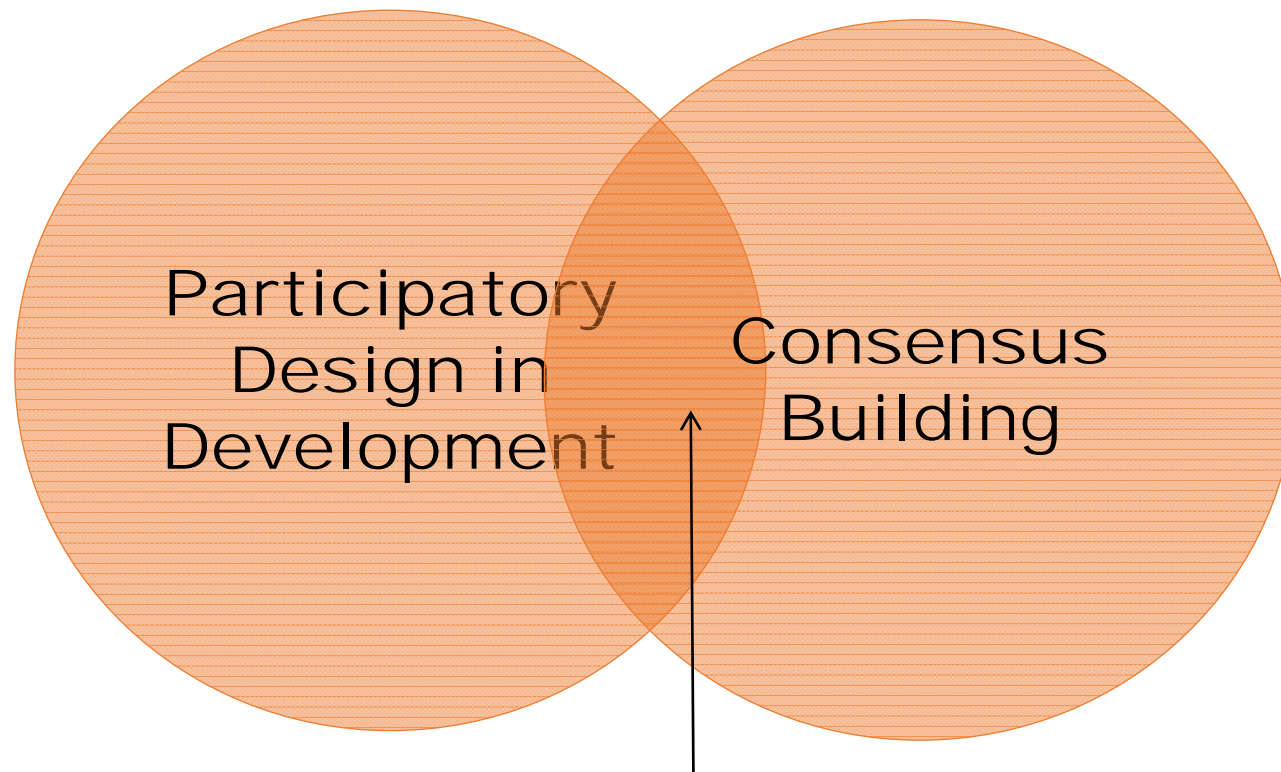 Participatory
Design in
Development
Consensus
Building